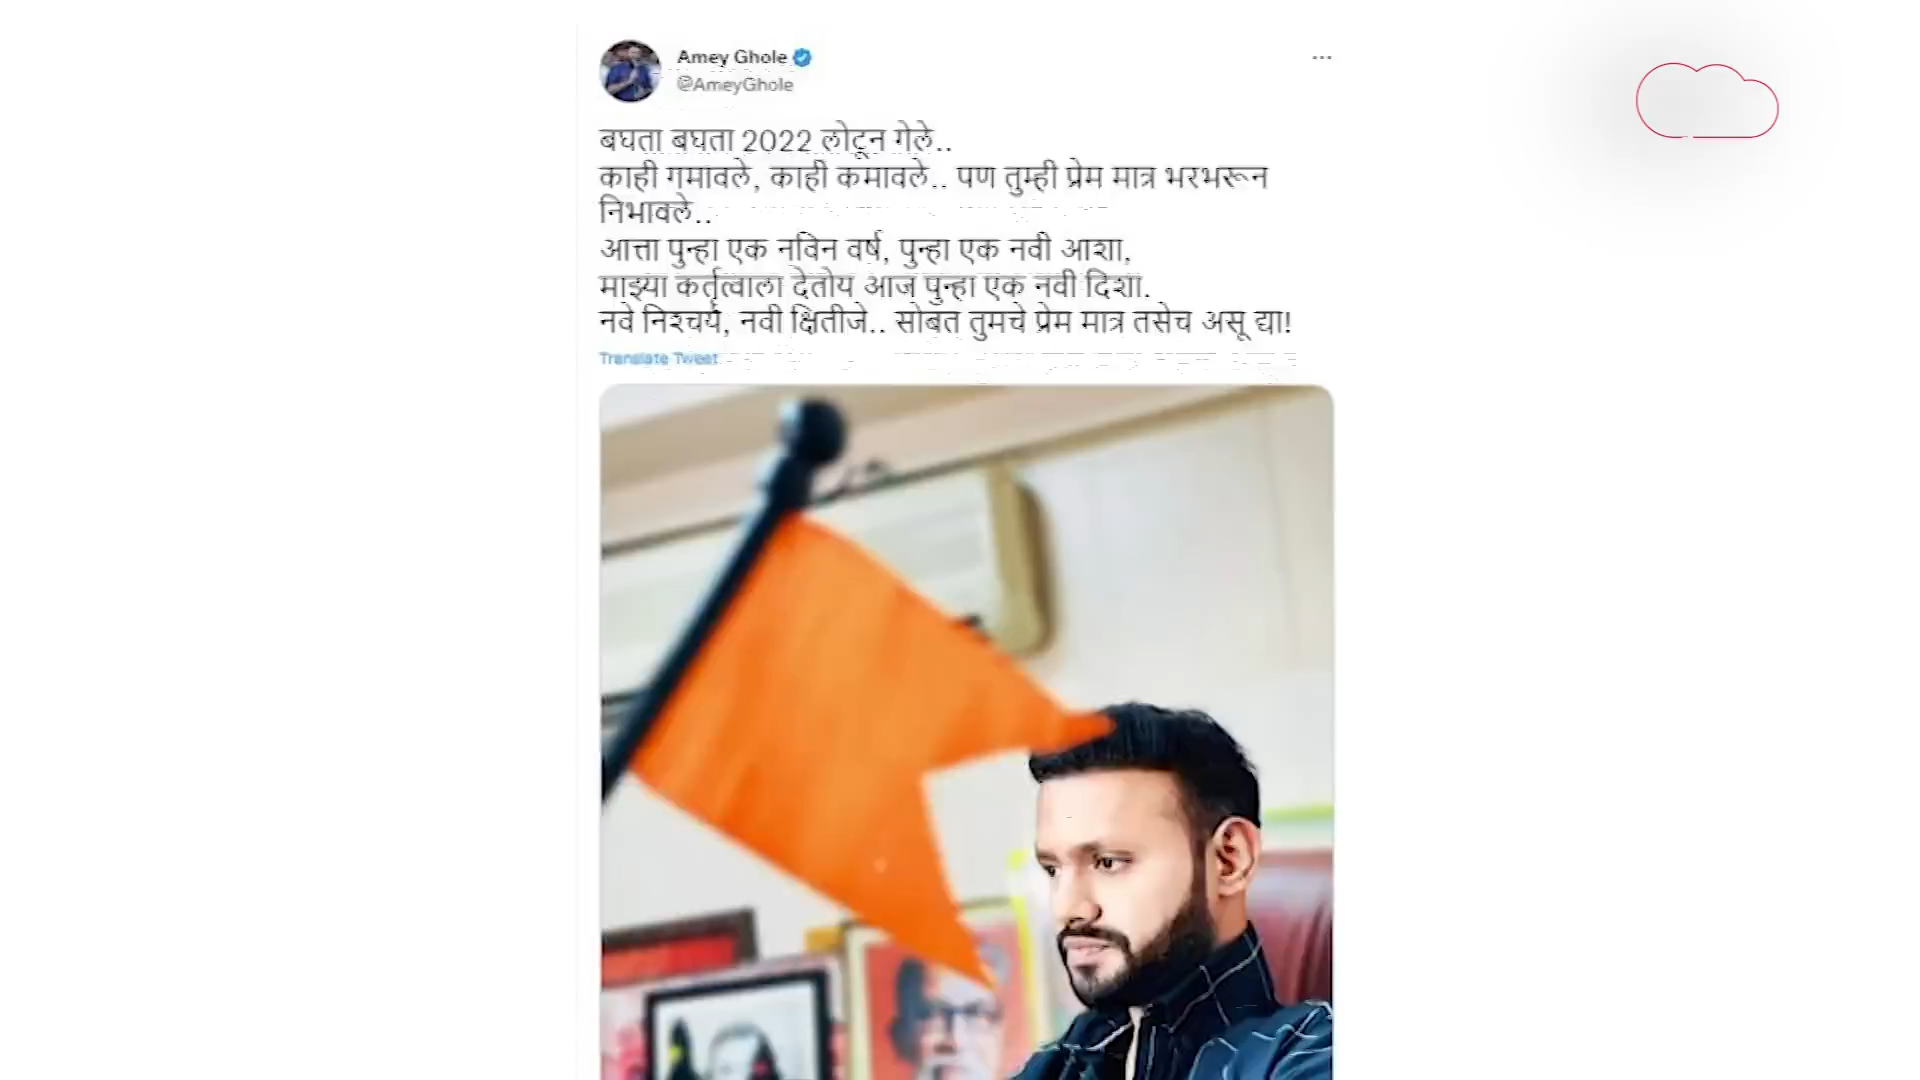 Amey Ghole
@AmeyGhole
बघता बघता 2022 लोटून गेले..
काही गमावले, काही कमावले.. पण तुम्ही प्रेम मात्र भरभरून
निभावले..
आत्ता पुन्हा एक नविन वर्ष, पुन्हा एक नवी आशा,
माझ्या कर्तृत्वाला देतोय आज पुन्हा एक नवी दिशा.
नवे निश्चय, नवी क्षितीजे.. सोबत तुमचे प्रेम मात्र तसेच असू द्या!
Translate Tweet